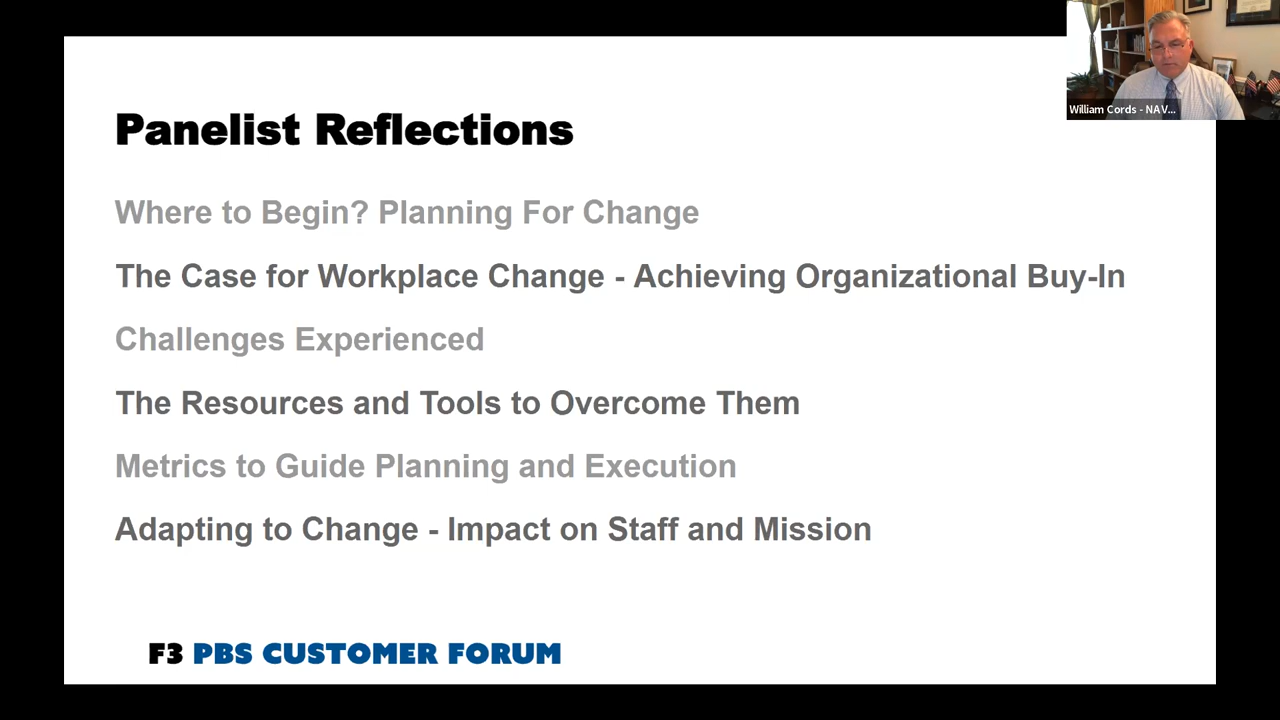 William Cords - NAV...
Panelist Reflections
Where to Begin? Planning For Change
The Case for Workplace Change - Achieving Organizational Buy-In
Challenges Experienced
The Resources and Tools to Overcome Them
Metrics to Guide Planning and Execution
Adapting to Change - Impact on Staff and Mission
F3 PBS CUSTOMER FORUM